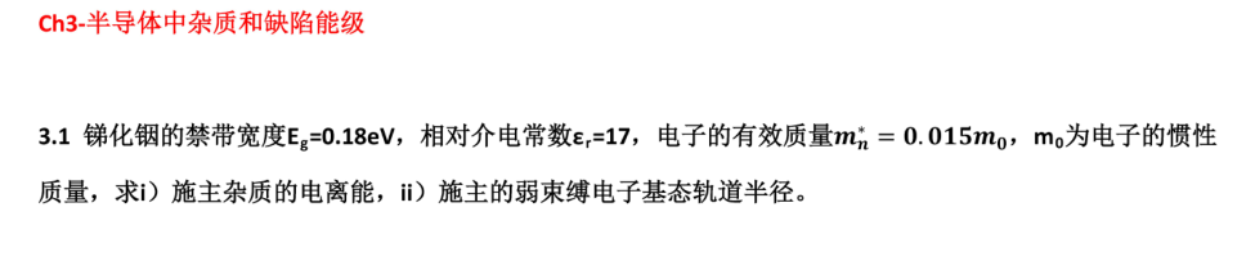 Ch3-半导体中杂质和缺陷能级
3.1 锑化铟的禁带宽度Eg=0.18eV，相对介电常数εr=17，电子的有效质量m*n = 0.015m0，m0为电子的惯性
质量，求i）施主杂质的电离能，ii）施主的弱束缚电子基态轨道半径。